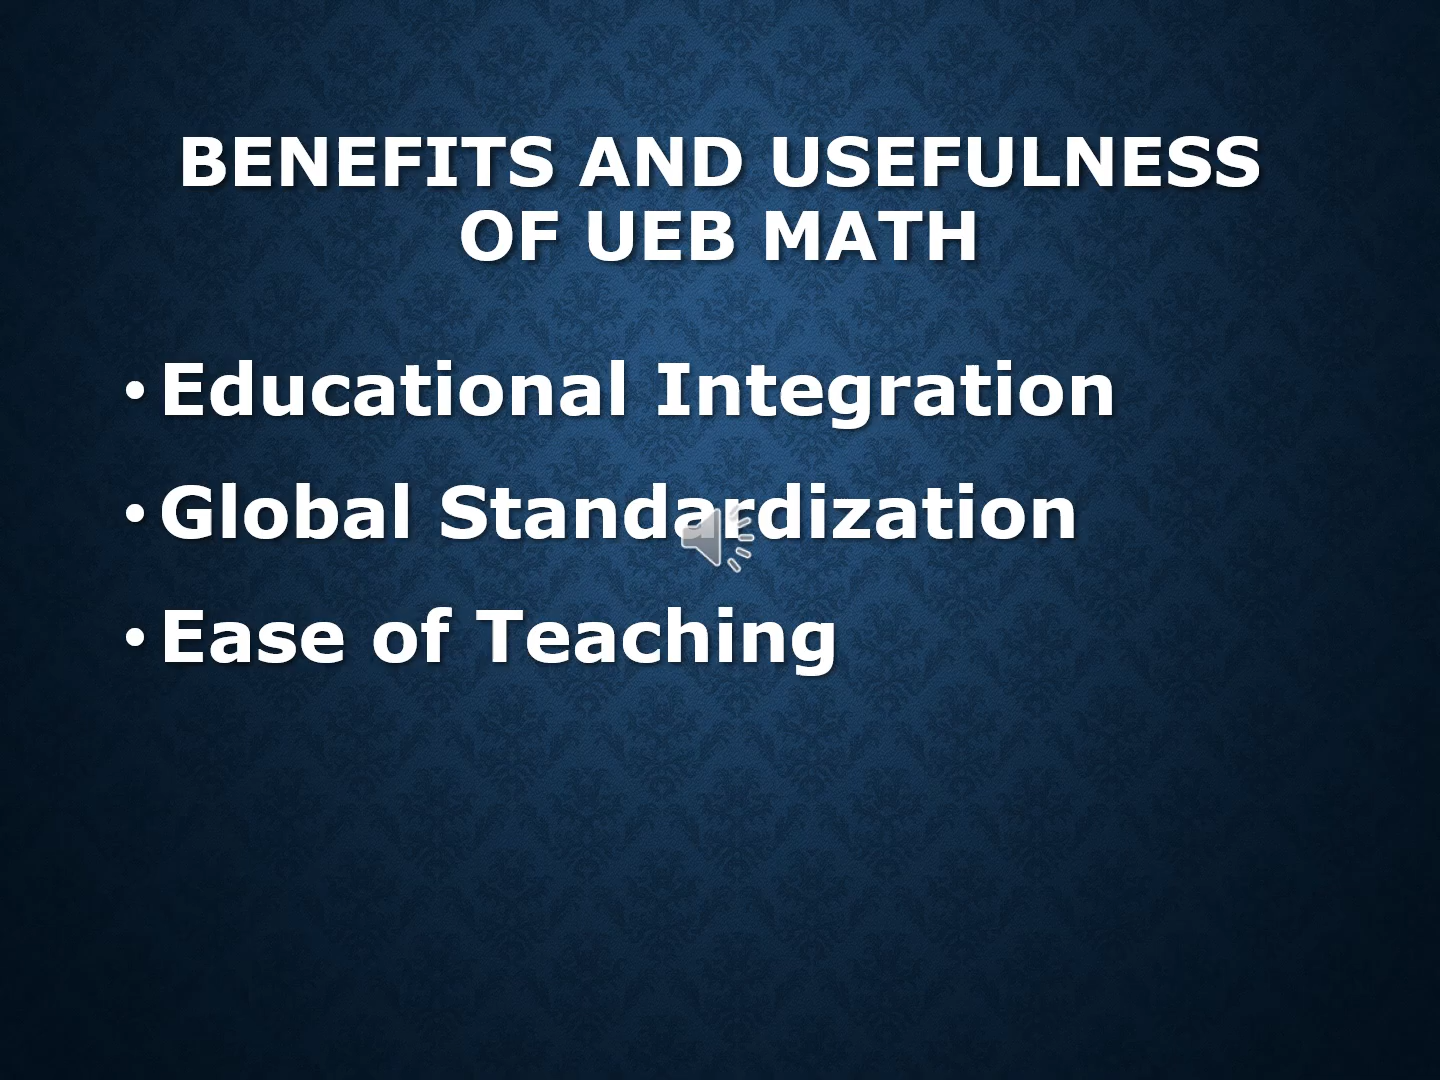 BENEFITS AND USEFULNESS
OF UEB MATH
• Educational Integration
• Global Standardization
• Ease of Teaching